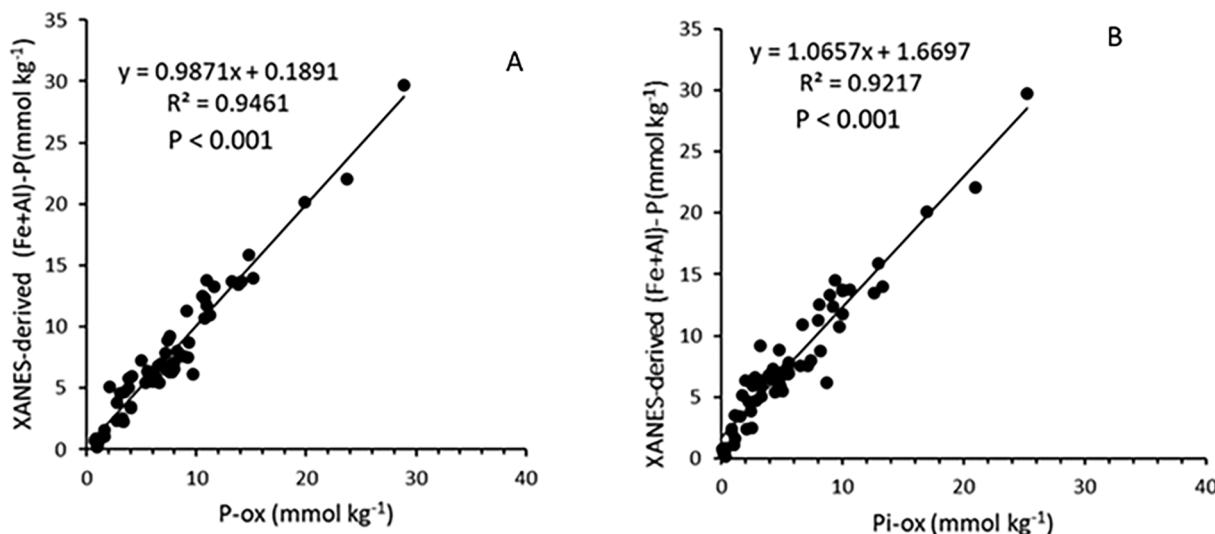 A
y = 0.9871x + 0.1891
R² = 0.9461
P < 0.001
XANES-derived (Fe+Al)-P(mmol kg⁻¹)
35
30
25
20
15
10
5
0
0 10 20 30 40
P-ox (mmol kg⁻¹)
B
y = 1.0657x + 1.6697
R² = 0.9217
P < 0.001
XANES-derived (Fe+Al)- P(mmol kg⁻¹)
35
30
25
20
15
10
5
0
0 10 20 30 40
Pi-ox (mmol kg⁻¹)